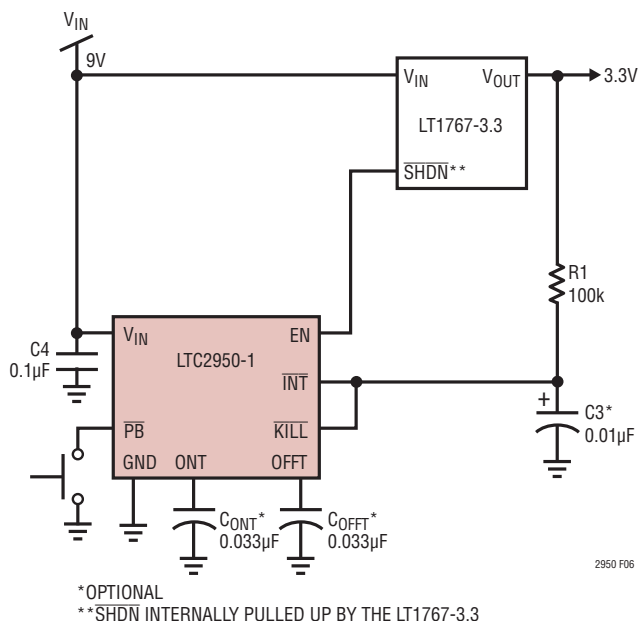 VIN
9V
VIN VOUT
3.3V
LT1767-3.3
SHDN**
R1
100k
VIN EN
C4
0.1µF
LTC2950-1
INT
C3*
0.01µF
+
PB KILL
GND ONT OFFT
CONT*
0.033µF
COFFT*
0.033µF
2950 F06
*OPTIONAL
**SHDN INTERNALLY PULLED UP BY THE LT1767-3.3